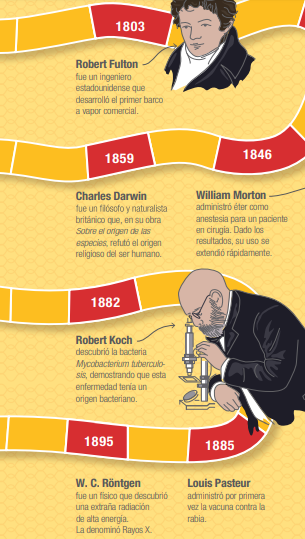 1803
Robert Fulton
fue un ingeniero
estadounidense que
desarrolló el primer barco
a vapor comercial.
1859
1846
Charles Darwin
fue un filósofo y naturalista
británico que, en su obra
Sobre el origen de las
especies, refutó el origen
religioso del ser humano.
William Morton
administró éter como
anestesia para un paciente
en cirugía. Dado los
resultados, su uso se
extendió rápidamente.
1882
Robert Koch
descubrió la bacteria
Mycobacterium tuberculo-
sis, demostrando que esta
enfermedad tenía un
origen bacteriano.
1895
1885
W. C. Röntgen
fue un físico que descubrió
una extraña radiación
de alta energía.
La denominó Rayos X.
Louis Pasteur
administró por primera
vez la vacuna contra la
rabia.